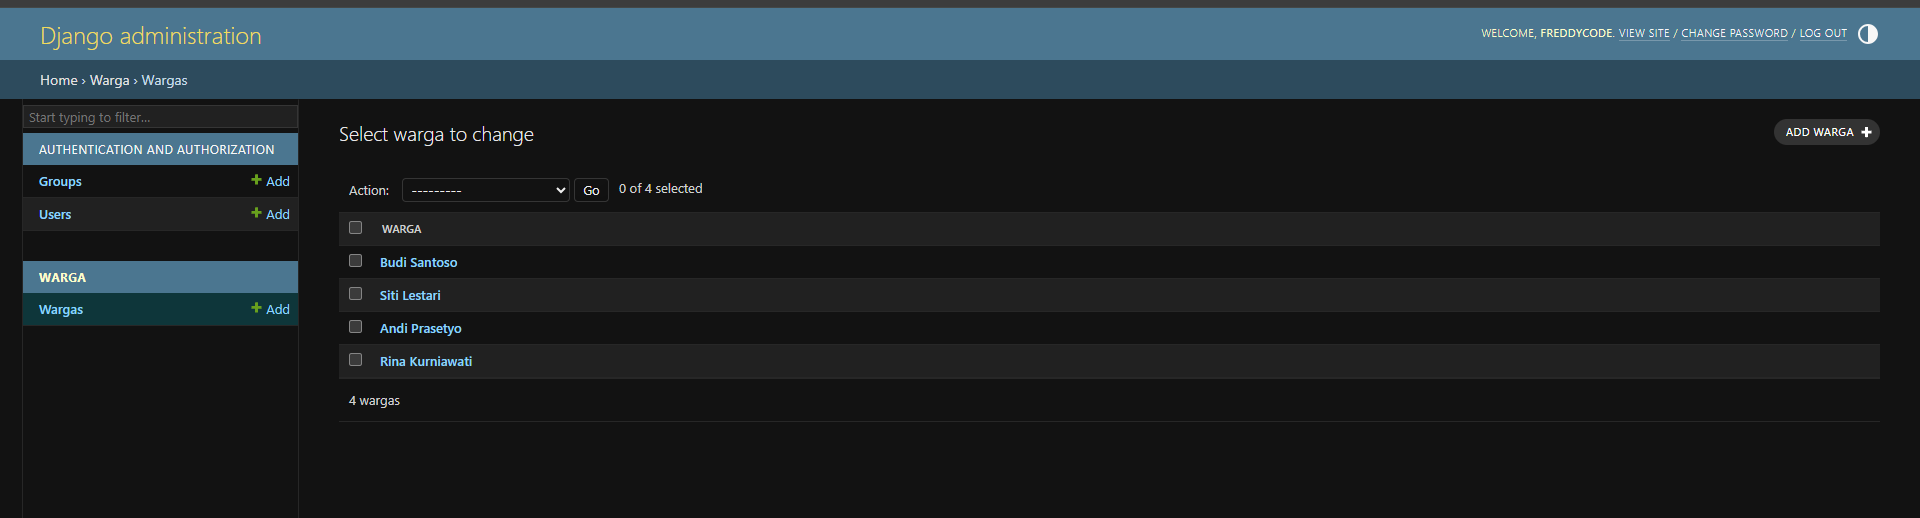 Django administration
WELCOME, FREDDYCODE. VIEW SITE / CHANGE PASSWORD / LOG OUT
Home › Warga › Wargas
Start typing to filter...
AUTHENTICATION AND AUTHORIZATION
Groups + Add
Users + Add
WARGA
Wargas + Add
Select warga to change
ADD WARGA +
Action: --------- Go 0 of 4 selected
WARGA
Budi Santoso
Siti Lestari
Andi Prasetyo
Rina Kurniawati
4 wargas